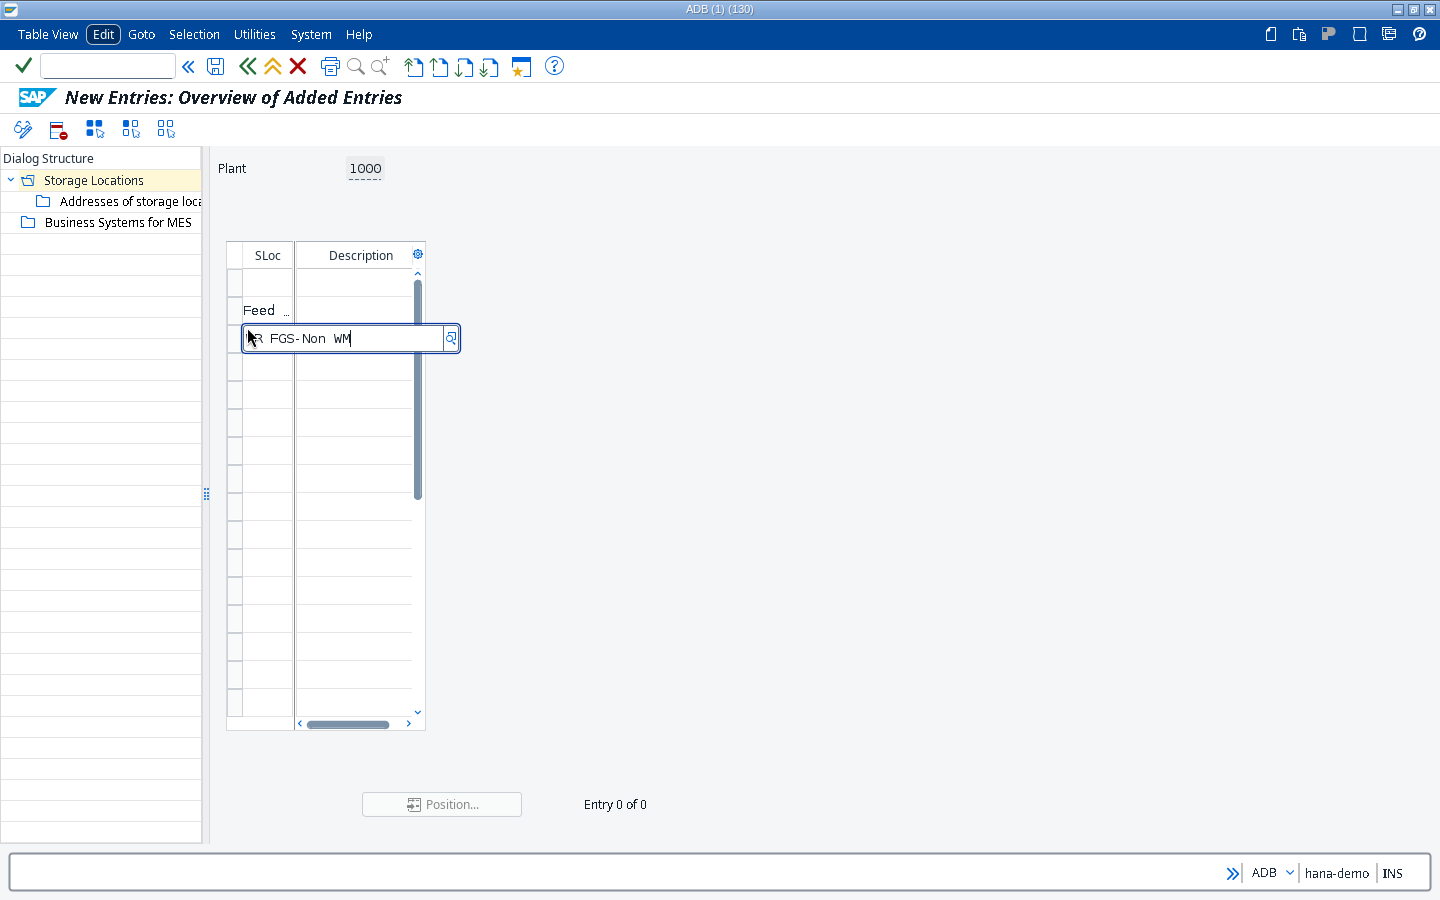 ADB (1) (130)
Table View Edit Goto Selection Utilities System Help
SAP New Entries: Overview of Added Entries
Dialog Structure
Storage Locations
Addresses of storage loca
Business Systems for MES
Plant 1000
SLoc Description
Feed ...
FGS-Non WM
Position...
Entry 0 of 0
ADB hana-demo INS